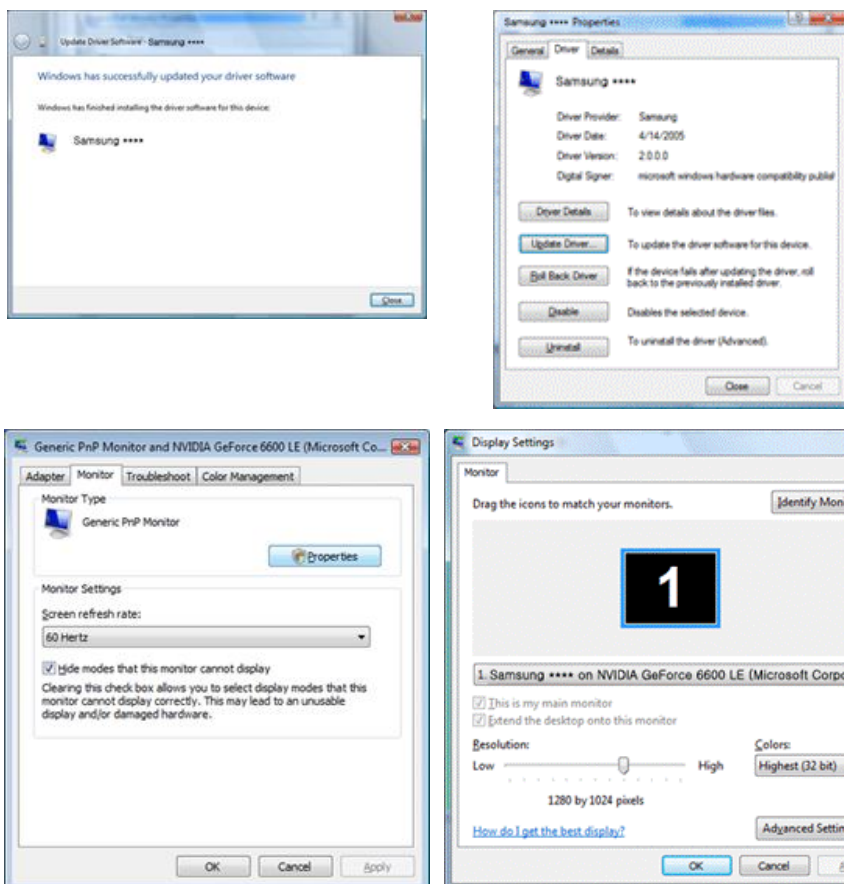 Update Driver Software - Samsung ****
Windows has successfully updated your driver software
Windows has finished installing the driver software for this device:
Samsung ****
Close
Samsung **** Properties
General Driver Details
Samsung ****
Driver Provider: Samsung
Driver Date: 4/14/2005
Driver Version: 2.0.0.0
Digital Signer: microsoft windows hardware compatibility publis
Driver Details To view details about the driver files.
Update Driver... To update the driver software for this device.
Roll Back Driver If the device fails after updating the driver, roll
back to the previously installed driver.
Disable Disables the selected device.
Uninstall To uninstall the driver (Advanced).
Close Cancel
Generic PnP Monitor and NVIDIA GeForce 6600 LE (Microsoft Co...
Adapter Monitor Troubleshoot Color Management
Monitor Type
Generic PnP Monitor
Properties
Monitor Settings
Screen refresh rate:
60 Hertz
Hide modes that this monitor cannot display
Clearing this check box allows you to select display modes that this
monitor cannot display correctly. This may lead to an unusable
display and/or damaged hardware.
OK Cancel Apply
Display Settings
Monitor
Drag the icons to match your monitors. Identify Mon
1
1. Samsung **** on NVIDIA GeForce 6600 LE (Microsoft Corpo
This is my main monitor
Extend the desktop onto this monitor
Resolution: Colors:
Low High Highest (32 bit)
1280 by 1024 pixels
How do I get the best display? Advanced Settin
OK Cancel A